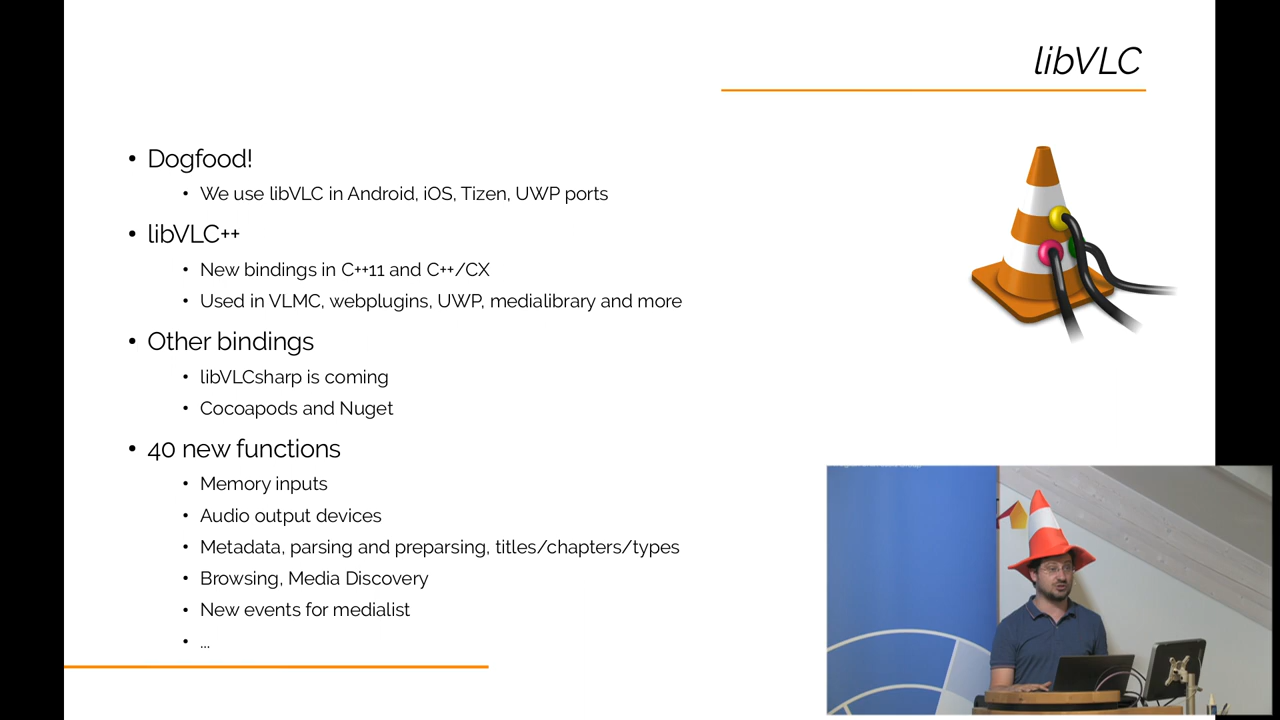 libVLC
• Dogfood!
• We use libVLC in Android, iOS, Tizen, UWP ports
• libVLC++
• New bindings in C++11 and C++/CX
• Used in VLMC, webplugins, UWP, medialibrary and more
• Other bindings
• libVLCsharp is coming
• Cocoapods and Nuget
• 40 new functions
• Memory inputs
• Audio output devices
• Metadata, parsing and preparsing, titles/chapters/types
• Browsing, Media Discovery
• New events for medialist
• ...